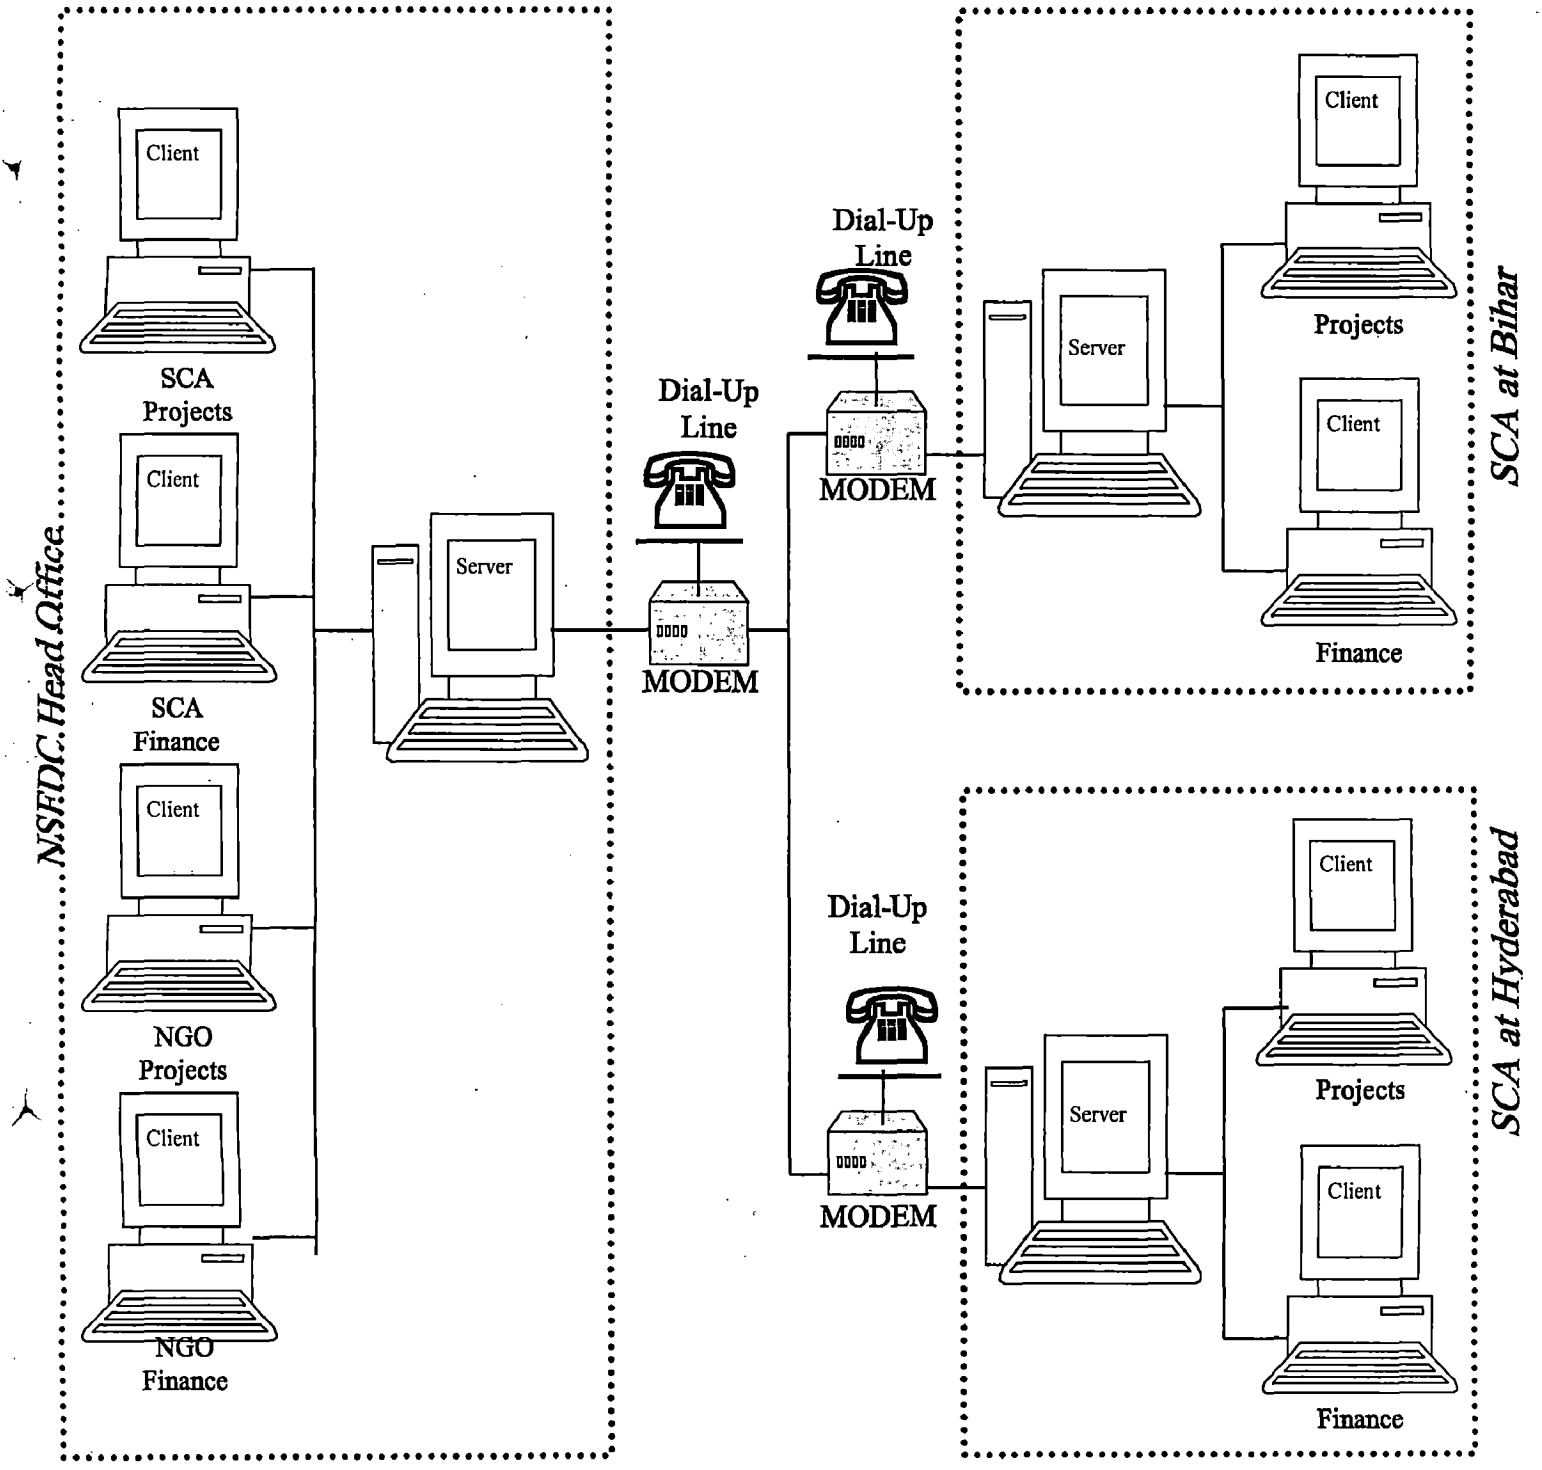 NSFDC Head Office
Client
SCA
Projects
Client
SCA
Finance
Client
NGO
Projects
Client
NGO
Finance
Server
Dial-Up
Line
MODEM
Dial-Up
Line
MODEM
Server
Client
Projects
Client
Finance
SCA at Bihar
Dial-Up
Line
MODEM
Server
Client
Projects
Client
Finance
SCA at Hyderabad